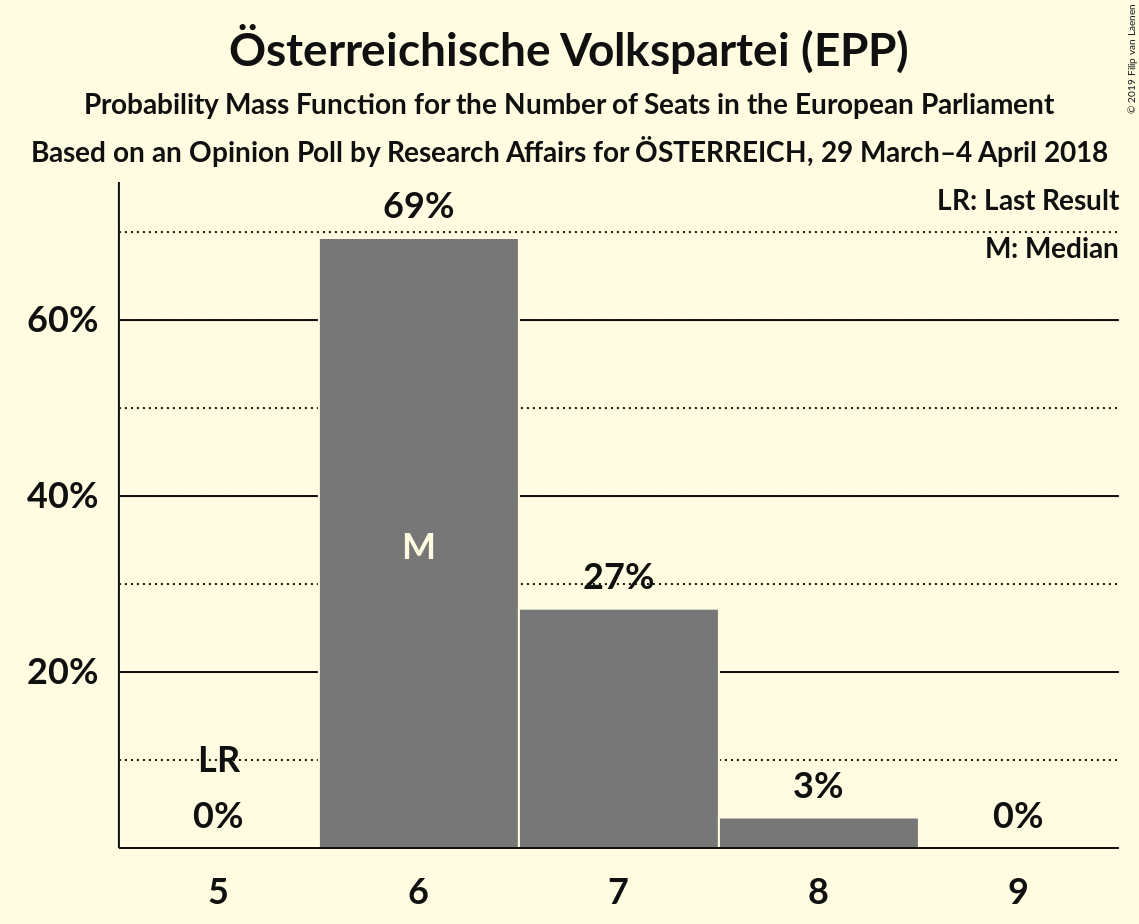 Österreichische Volkspartei (EPP)
Probability Mass Function for the Number of Seats in the European Parliament
Based on an Opinion Poll by Research Affairs for ÖSTERREICH, 29 March–4 April 2018
© 2019 Filip van Laenen
LR: Last Result
M: Median
69%
60%
40%
M
27%
20%
LR
0%
3%
0%
5 6 7 8 9